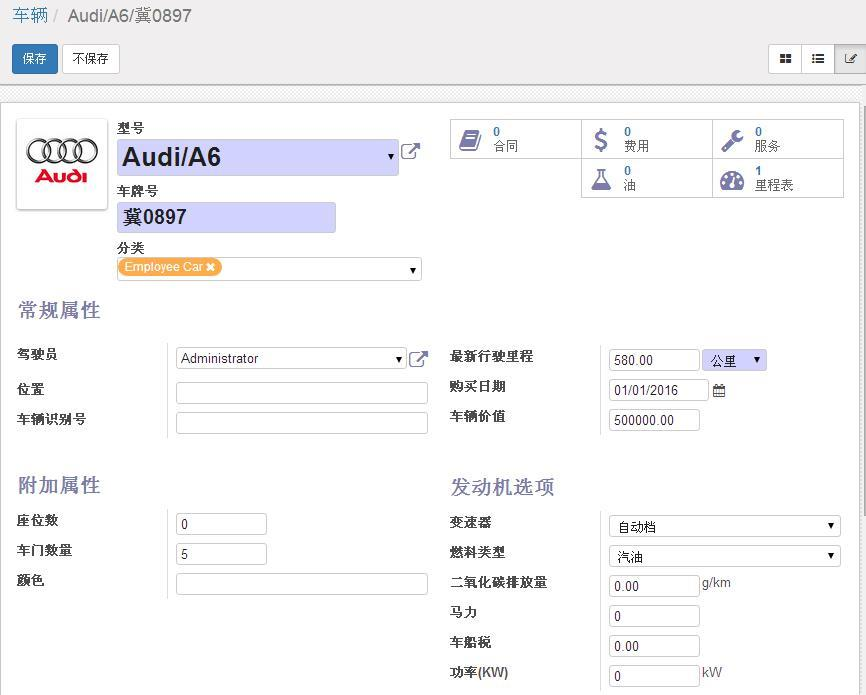 车辆 / Audi/A6/冀0897
保存 不保存
Audi
型号
Audi/A6
车牌号
冀0897
分类
Employee Car ✖
0 合同
0 费用
0 服务
0 油
1 里程表
常规属性
驾驶员 Administrator
位置
车辆识别号
最新行驶里程 580.00 公里
购买日期 01/01/2016
车辆价值 500000.00
附加属性
座位数 0
车门数量 5
颜色
发动机选项
变速器 自动档
燃料类型 汽油
二氧化碳排放量 0.00 g/km
马力 0
车船税 0.00
功率(KW) 0 kW